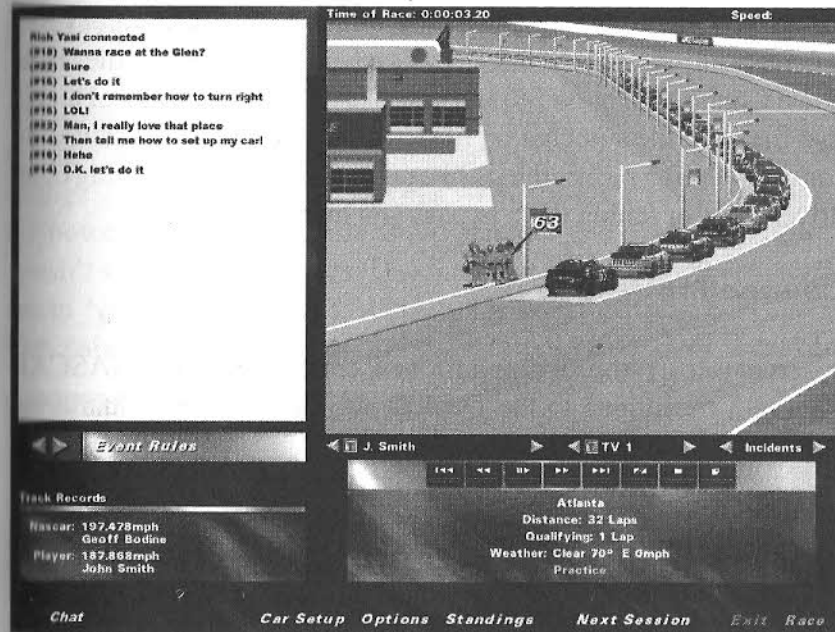 Rich Yasi connected
(#18) Wanna race at the Glen?
(#22) Sure
(#16) Let's do it
(#14) I don't remember how to turn right
(#16) LOL!
(#22) Man, I really love that place
(#14) Then tell me how to set up my car!
(#16) Hehe
(#14) O.K. let's do it
Event Rules
Track Records
Nascar: 197.478mph
Geoff Bodine
Player: 187.868mph
John Smith
Time of Race: 0:00:03.20 Speed:
63
J. Smith TV 1 Incidents
Atlanta
Distance: 32 Laps
Qualifying: 1 Lap
Weather: Clear 70° E 0mph
Practice
Chat Car Setup Options Standings Next Session Exit Race